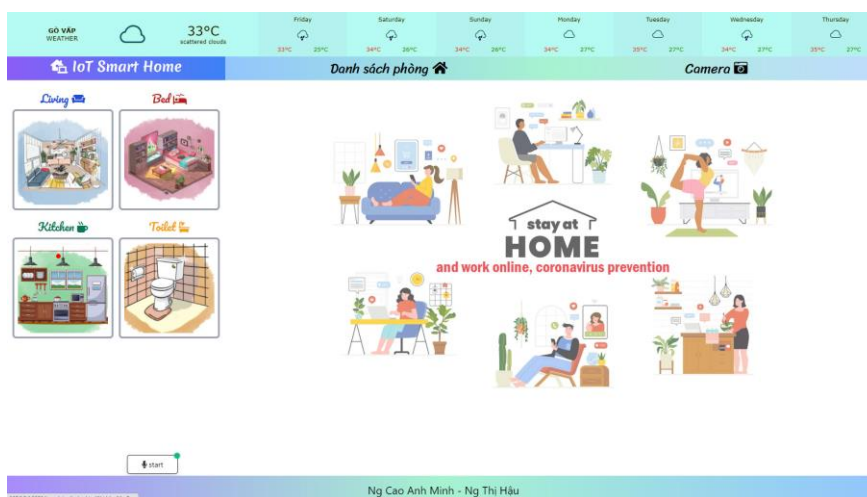 GÒ VẤP
WEATHER
33°C
scattered clouds
Friday
33°C 25°C
Saturday
34°C 26°C
Sunday
34°C 26°C
Monday
34°C 27°C
Tuesday
35°C 27°C
Wednesday
34°C 27°C
Thursday
35°C 27°C
IoT Smart Home
Danh sách phòng
Camera
Living
Bed
Kitchen
Toilet
stay at
HOME
and work online, coronavirus prevention
start
Ng Cao Anh Minh - Ng Thị Hậu